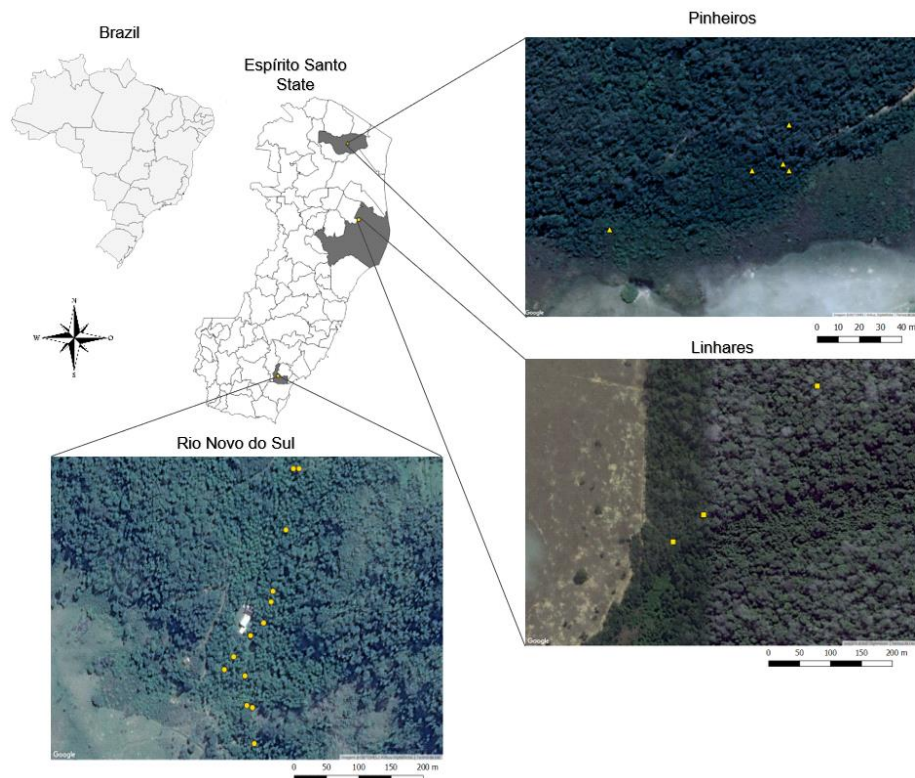 Brazil
Espírito Santo
State
Pinheiros
Google
0 10 20 30 40 m
N
W O
S
Linhares
Google
0 50 100 150 200 m
Rio Novo do Sul
Google
0 50 100 150 200 m